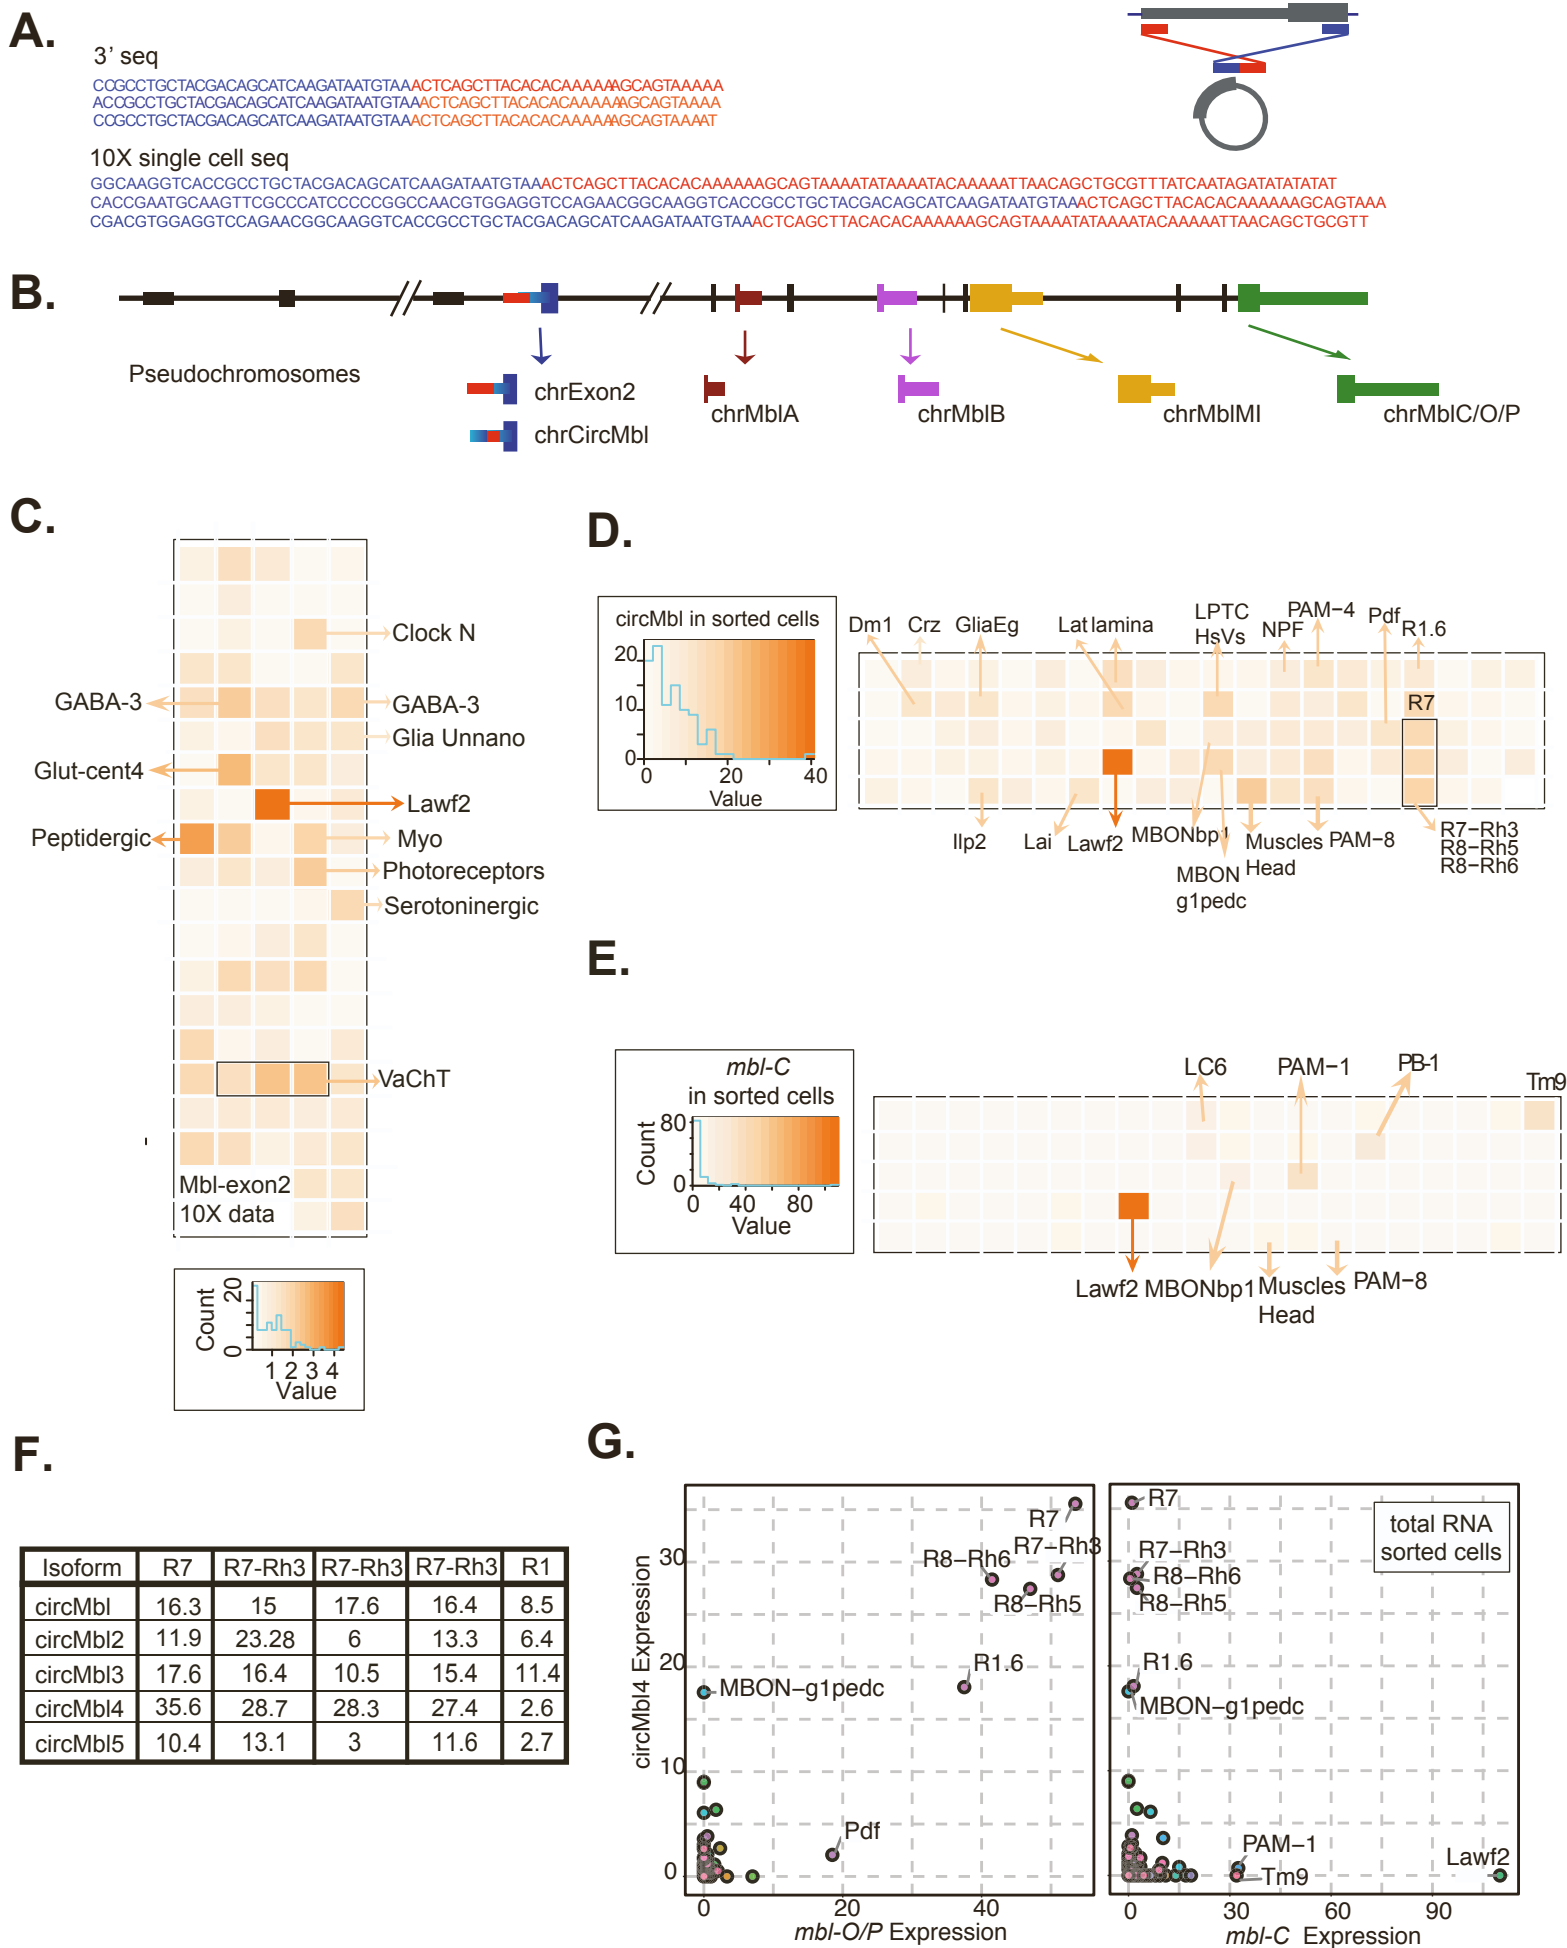 A.
3’ seq
CCGCCTGCTACGACAGCATCAAGATAATGTAAACTCAGCTTACACACAAAAAAGCAGTAAAAA
ACCGCCTGCTACGACAGCATCAAGATAATGTAAACTCAGCTTACACACAAAAAAGCAGTAAAA
CCGCCTGCTACGACAGCATCAAGATAATGTAAACTCAGCTTACACACAAAAAAGCAGTAAAAT
10X single cell seq
GGCAAGGTCACCGCCTGCTACGACAGCATCAAGATAATGTAAACTCAGCTTACACACAAAAAAGCAGTAAAATATAAAATACAAAAATTAACAGCTGCGTTTATCAATAGATATATATAT
CACCGAATGCAAGTTCGCCCATCCCCCGGCCAACGTGGAGGTCCAGAACGGCAAGGTCACCGCCTGCTACGACAGCATCAAGATAATGTAAACTCAGCTTACACACAAAAAAGCAGTAAA
CGACGTGGAGGTCCAGAACGGCAAGGTCACCGCCTGCTACGACAGCATCAAGATAATGTAAACTCAGCTTACACACAAAAAAGCAGTAAAATATAAAATACAAAAATTAACAGCTGCGTT
B.
Pseudochromosomes
chrExon2
chrCircMbl
chrMblA
chrMblB
chrMblMl
chrMblC/O/P
C.
Clock N
GABA-3
GABA-3
Glia Unnano
Glut-cent4
Lawf2
Peptidergic
Myo
Photoreceptors
Serotoninergic
VaChT
Mbl-exon2
10X data
Count
0 20
1 2 3 4
Value
D.
circMbl in sorted cells
20
10
0
0 20 40
Value
Dm1
Crz
GliaEg
Lat lamina
LPTC
HsVs
NPF
PAM−4
Pdf
R1.6
R7
Ilp2
Lai
Lawf2
MBONbp1
MBON
g1pedc
Muscles
Head
PAM−8
R7−Rh3
R8−Rh5
R8−Rh6
E.
mbl-C
in sorted cells
Count
80
0
0 40 80
Value
LC6
PAM−1
PB-1
Tm9
Lawf2
MBONbp1
Muscles
Head
PAM−8
F.
Isoform R7 R7-Rh3 R7-Rh3 R7-Rh3 R1
circMbl 16.3 15 17.6 16.4 8.5
circMbl2 11.9 23.28 6 13.3 6.4
circMbl3 17.6 16.4 10.5 15.4 11.4
circMbl4 35.6 28.7 28.3 27.4 2.6
circMbl5 10.4 13.1 3 11.6 2.7
G.
circMbl4 Expression
30
20
10
0
R7
R7−Rh3
R8−Rh6
R8−Rh5
R1.6
MBON−g1pedc
Pdf
0 20 40
mbl-O/P Expression
total RNA
sorted cells
R7
R7−Rh3
R8−Rh6
R8−Rh5
R1.6
MBON−g1pedc
PAM−1
Tm9
Lawf2
0 30 60 90
mbl-C Expression